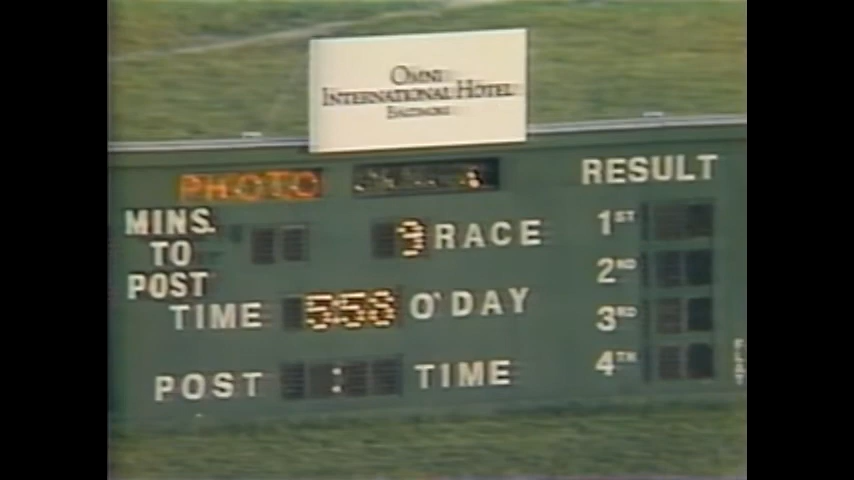 OMNI
INTERNATIONAL HOTEL
BALTIMORE
PHOTO
RESULT
MINS.
TO
POST
9 RACE
TIME 5:58 O'DAY
POST : TIME
1ST
2ND
3RD
4TH